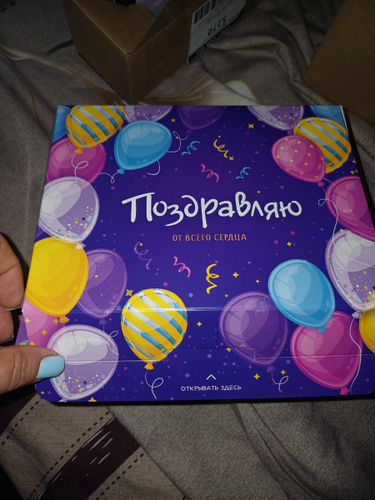 Поздравляю
ОТ ВСЕГО СЕРДЦА
ОТКРЫВАТЬ ЗДЕСЬ